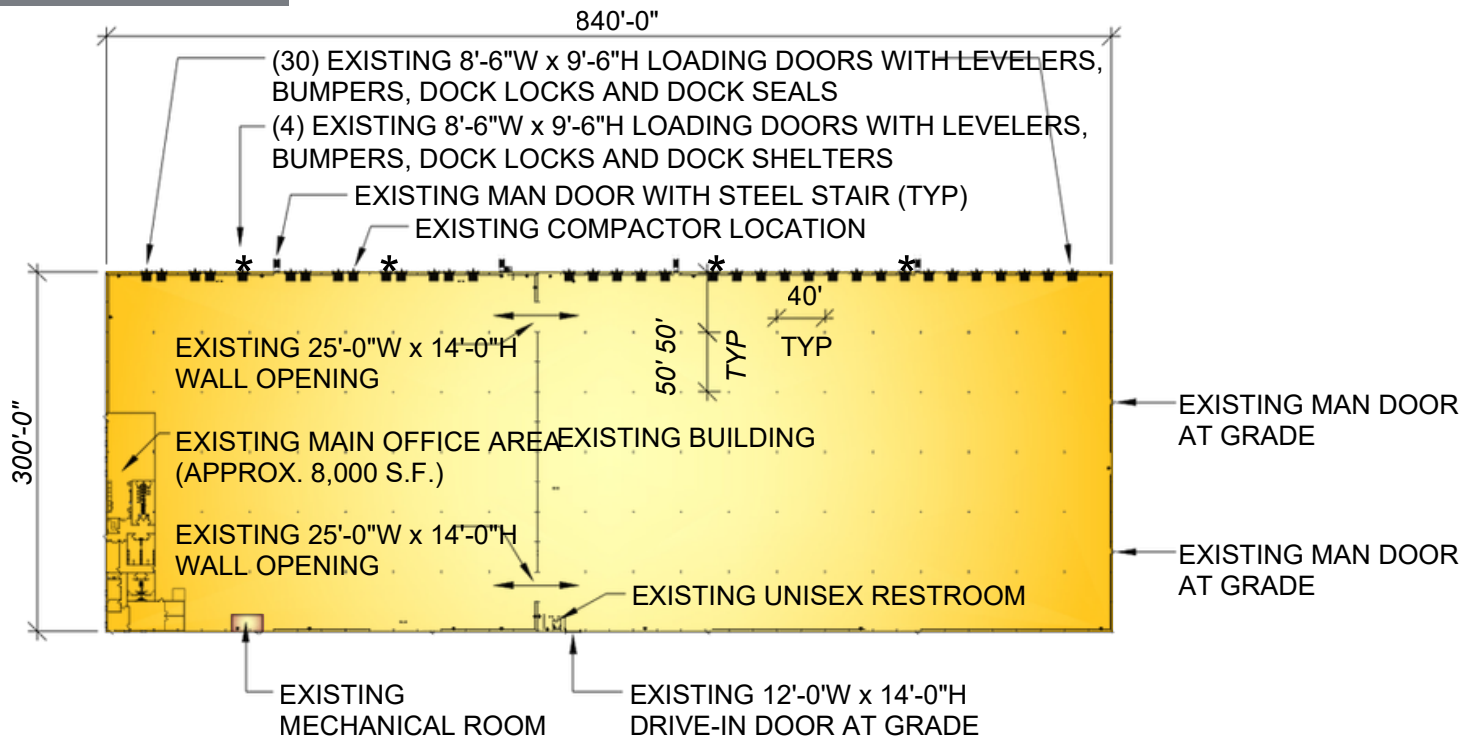 840'-0"
(30) EXISTING 8'-6"W x 9'-6"H LOADING DOORS WITH LEVELERS,
BUMPERS, DOCK LOCKS AND DOCK SEALS
(4) EXISTING 8'-6"W x 9'-6"H LOADING DOORS WITH LEVELERS,
BUMPERS, DOCK LOCKS AND DOCK SHELTERS
EXISTING MAN DOOR WITH STEEL STAIR (TYP)
EXISTING COMPACTOR LOCATION
* * * *
40'
TYP
50' 50'
TYP
EXISTING 25'-0"W x 14'-0"H
WALL OPENING
300'-0"
EXISTING MAIN OFFICE AREA
(APPROX. 8,000 S.F.)
EXISTING BUILDING
EXISTING MAN DOOR
AT GRADE
EXISTING 25'-0"W x 14'-0"H
WALL OPENING
EXISTING MAN DOOR
AT GRADE
EXISTING UNISEX RESTROOM
EXISTING
MECHANICAL ROOM
EXISTING 12'-0'W x 14'-0"H
DRIVE-IN DOOR AT GRADE